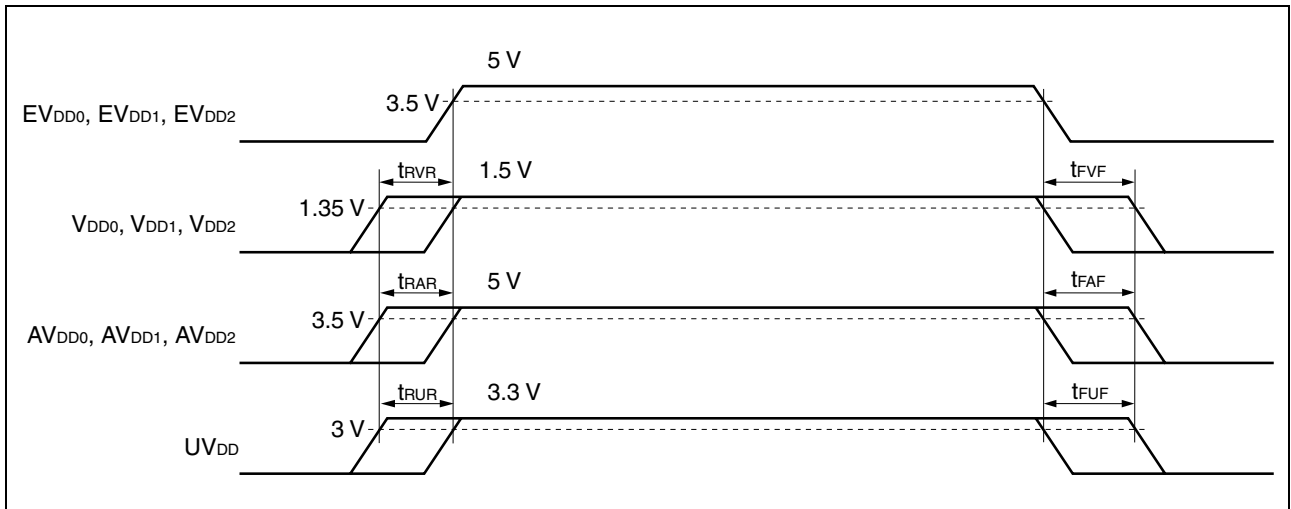 5 V
3.5 V
EVDD0, EVDD1, EVDD2
tRVR
1.5 V
tFVF
1.35 V
VDD0, VDD1, VDD2
tRAR
5 V
tFAF
3.5 V
AVDD0, AVDD1, AVDD2
tRUR
3.3 V
tFUF
3 V
UVDD